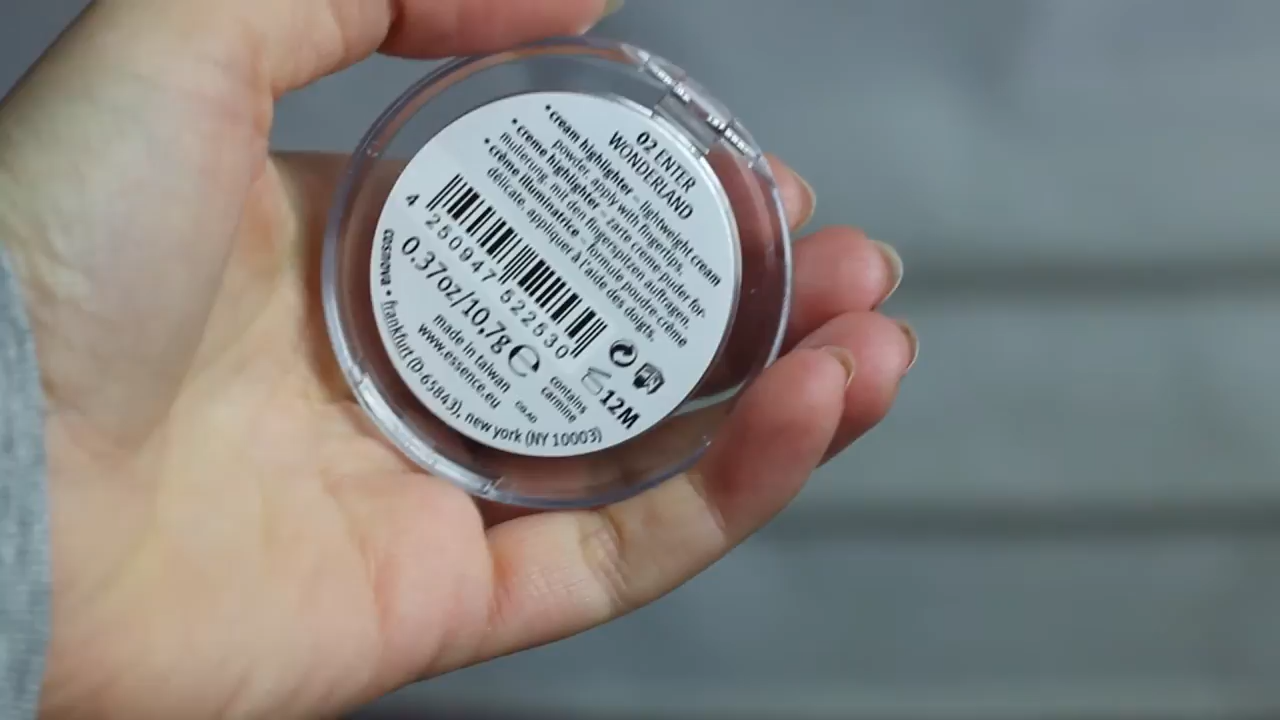 02 ENTER
WONDERLAND
• cream highlighter – lightweight cream
powder, apply with fingertips.
• creme highlighter – zarte creme-puder for-
mulierung, mit den fingerspitzen auftragen.
• crème iluminatrice – formule poudre-crème
délicate, appliquer à l'aide des doigts.
4 250947 522530
0.37oz/10,7g e
12M
made in taiwan
www.essence.eu
contains
carmine
cosnova • frankfurt (D-65843), new york (NY 10003)